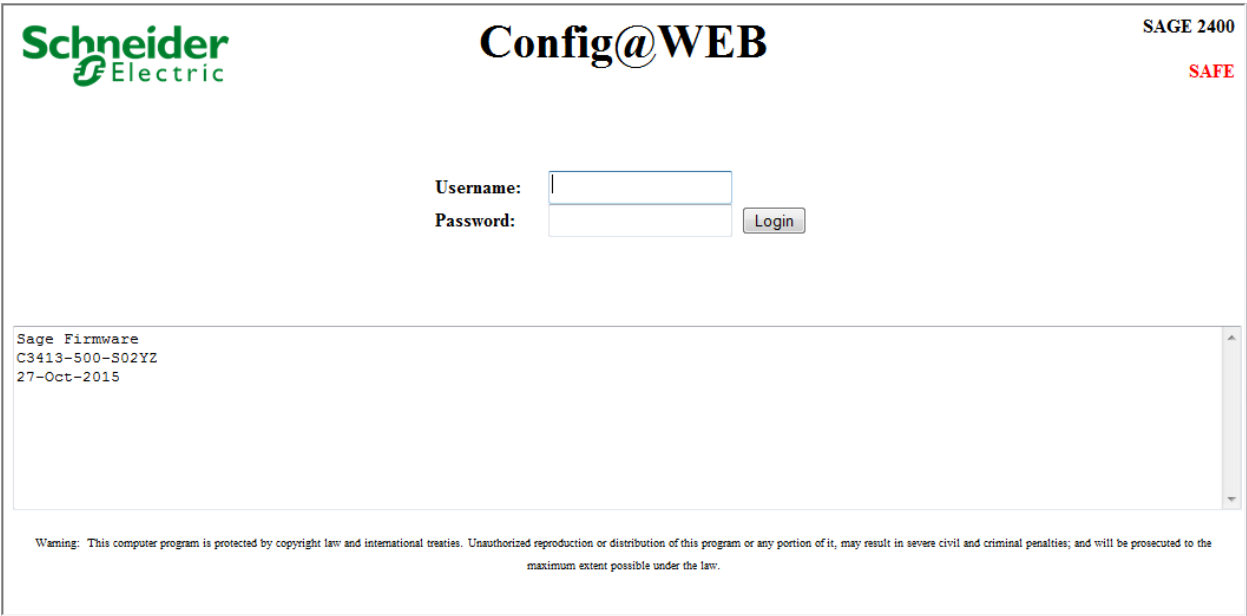 Schneider Electric
Config@WEB
SAGE 2400
SAFE
Username:
Password:
Login
Sage Firmware
C3413-500-S02YZ
27-Oct-2015
Warning: This computer program is protected by copyright law and international treaties. Unauthorized reproduction or distribution of this program or any portion of it, may result in severe civil and criminal penalties; and will be prosecuted to the
maximum extent possible under the law.